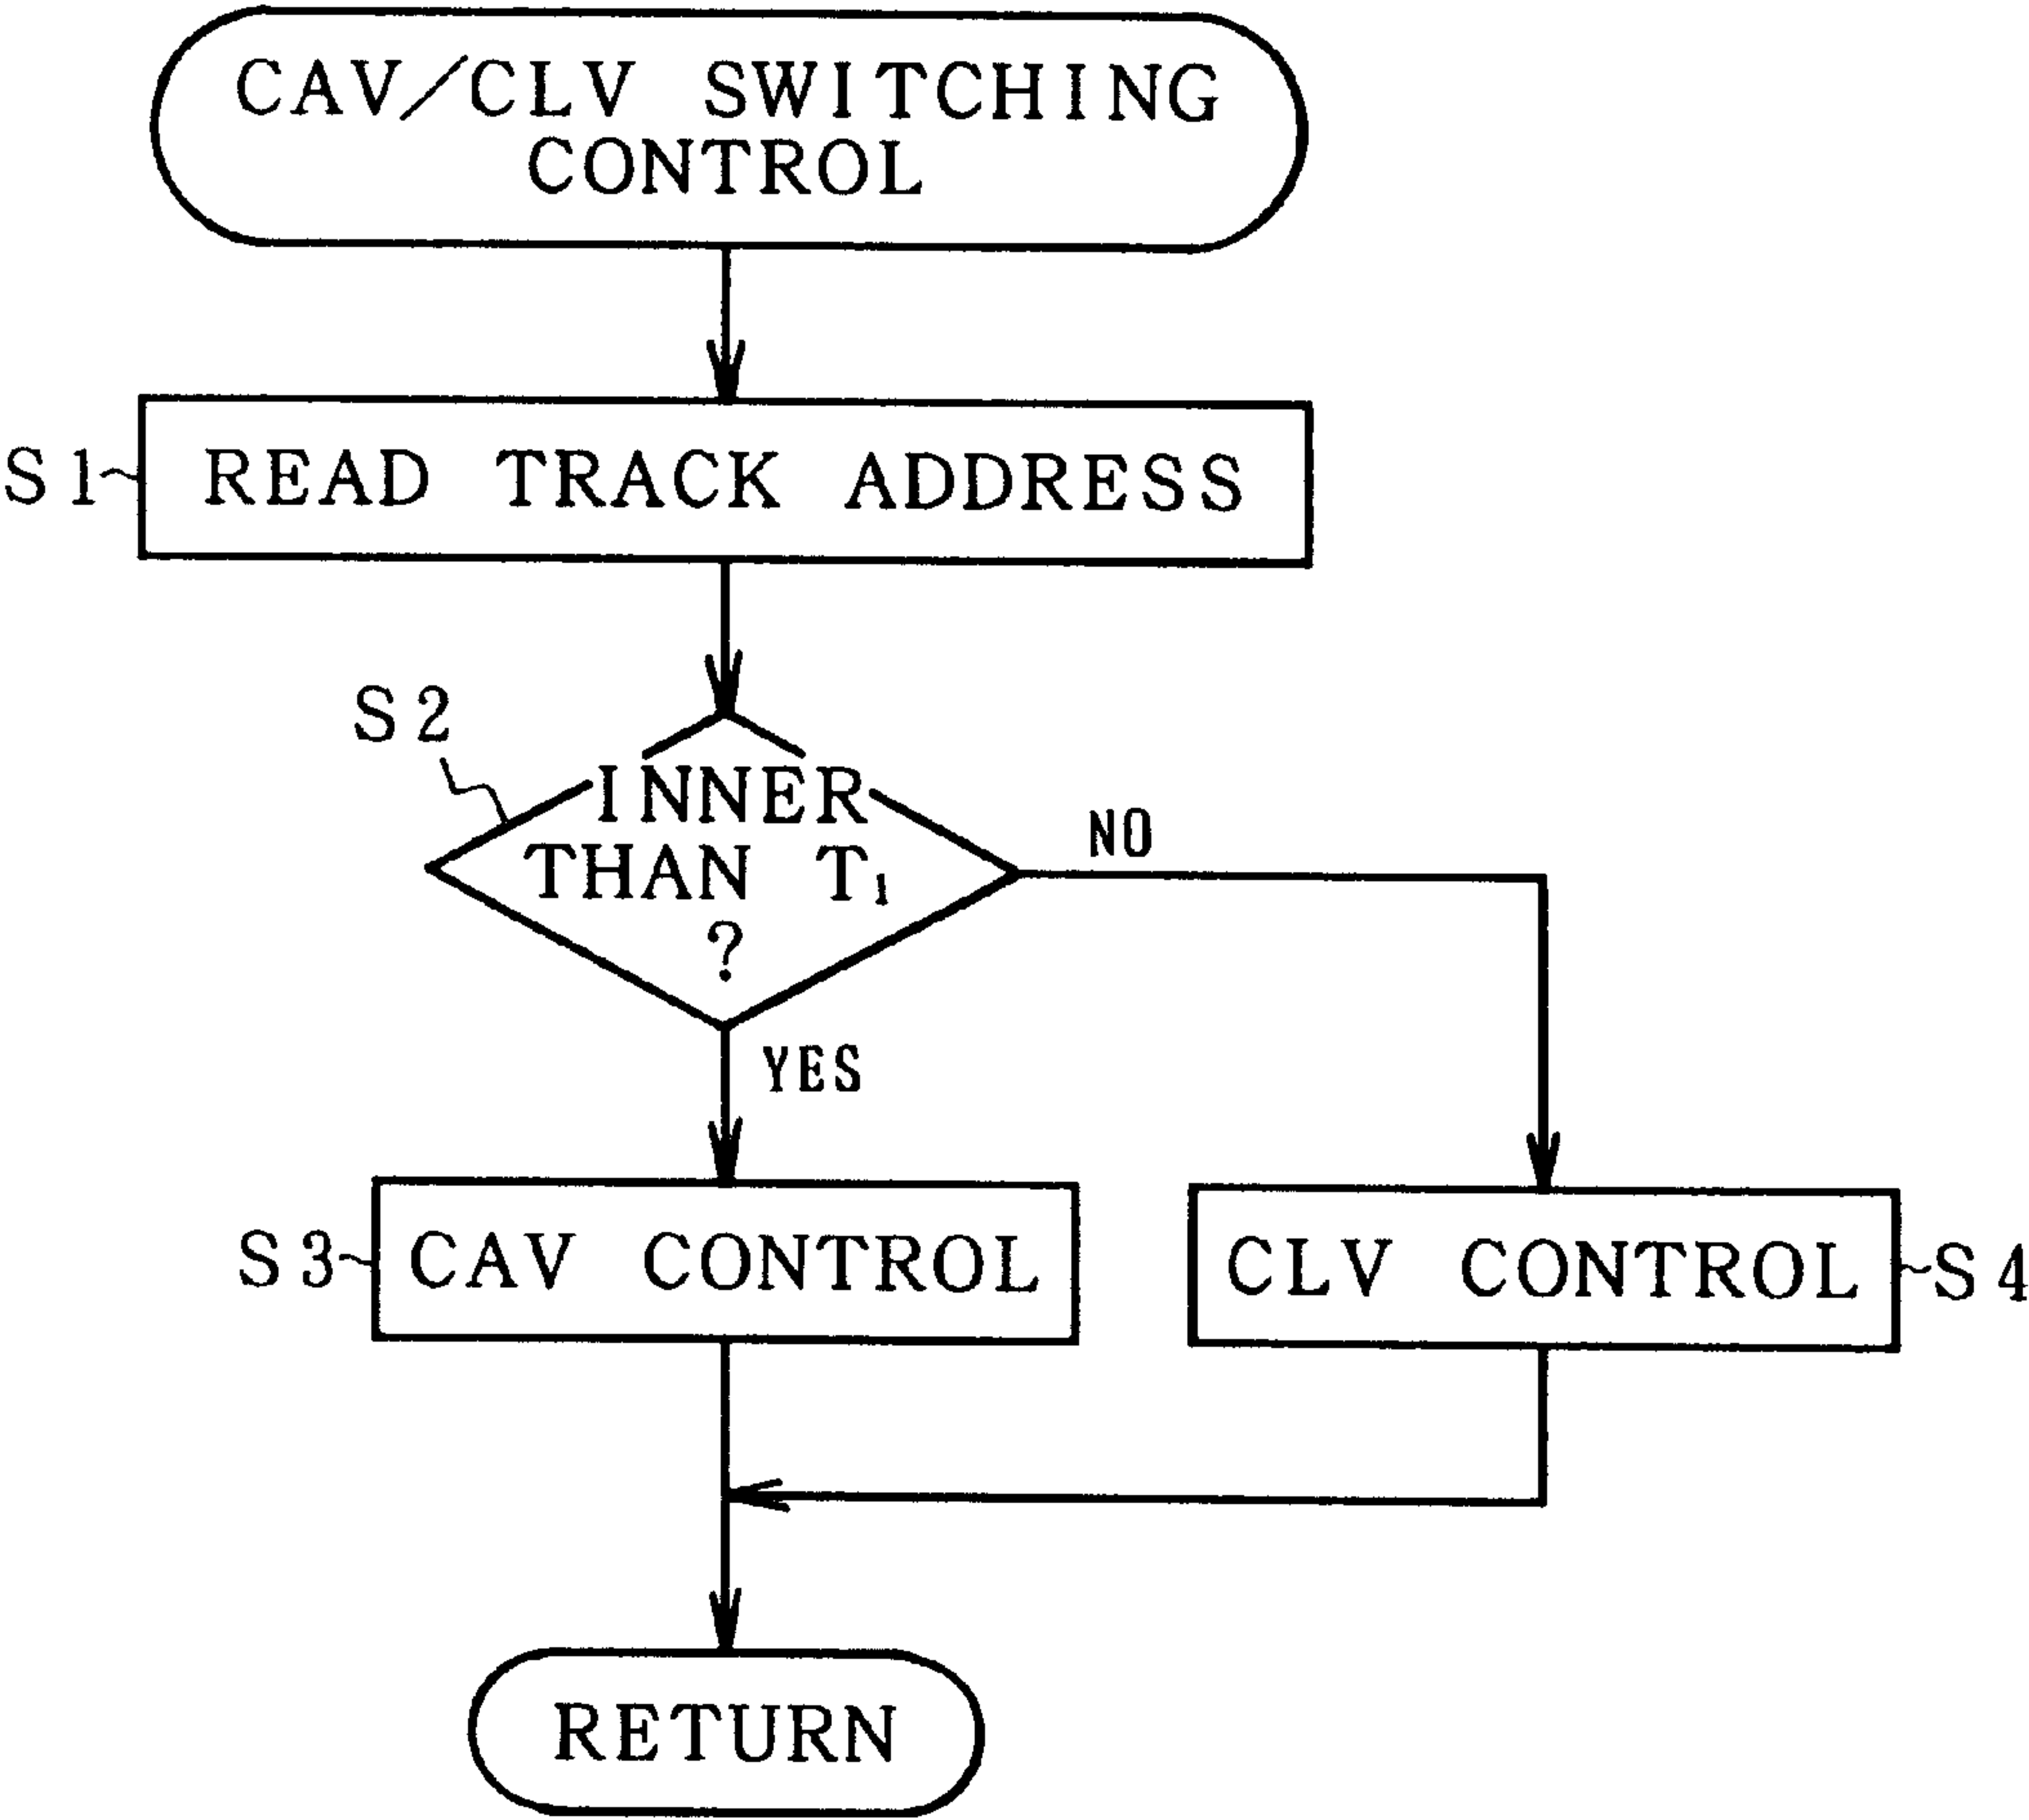 CAV/CLV SWITCHING
CONTROL
S1
READ TRACK ADDRESS
S2
INNER
THAN T₁
?
NO
YES
S3
CAV CONTROL
CLV CONTROL
S4
RETURN